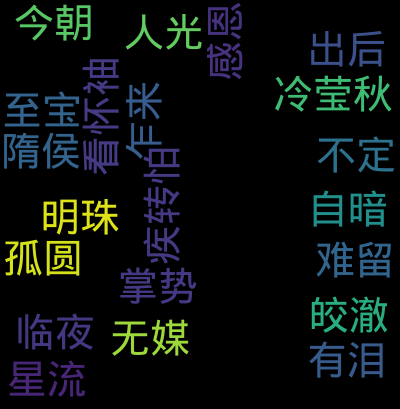 今朝
人光
感恩
出后
至宝
看怀袖
乍来
冷莹秋
隋侯
不定
疾转怕
明珠
自暗
孤圆
难留
掌势
临夜
无媒
皎澈
有泪
星流